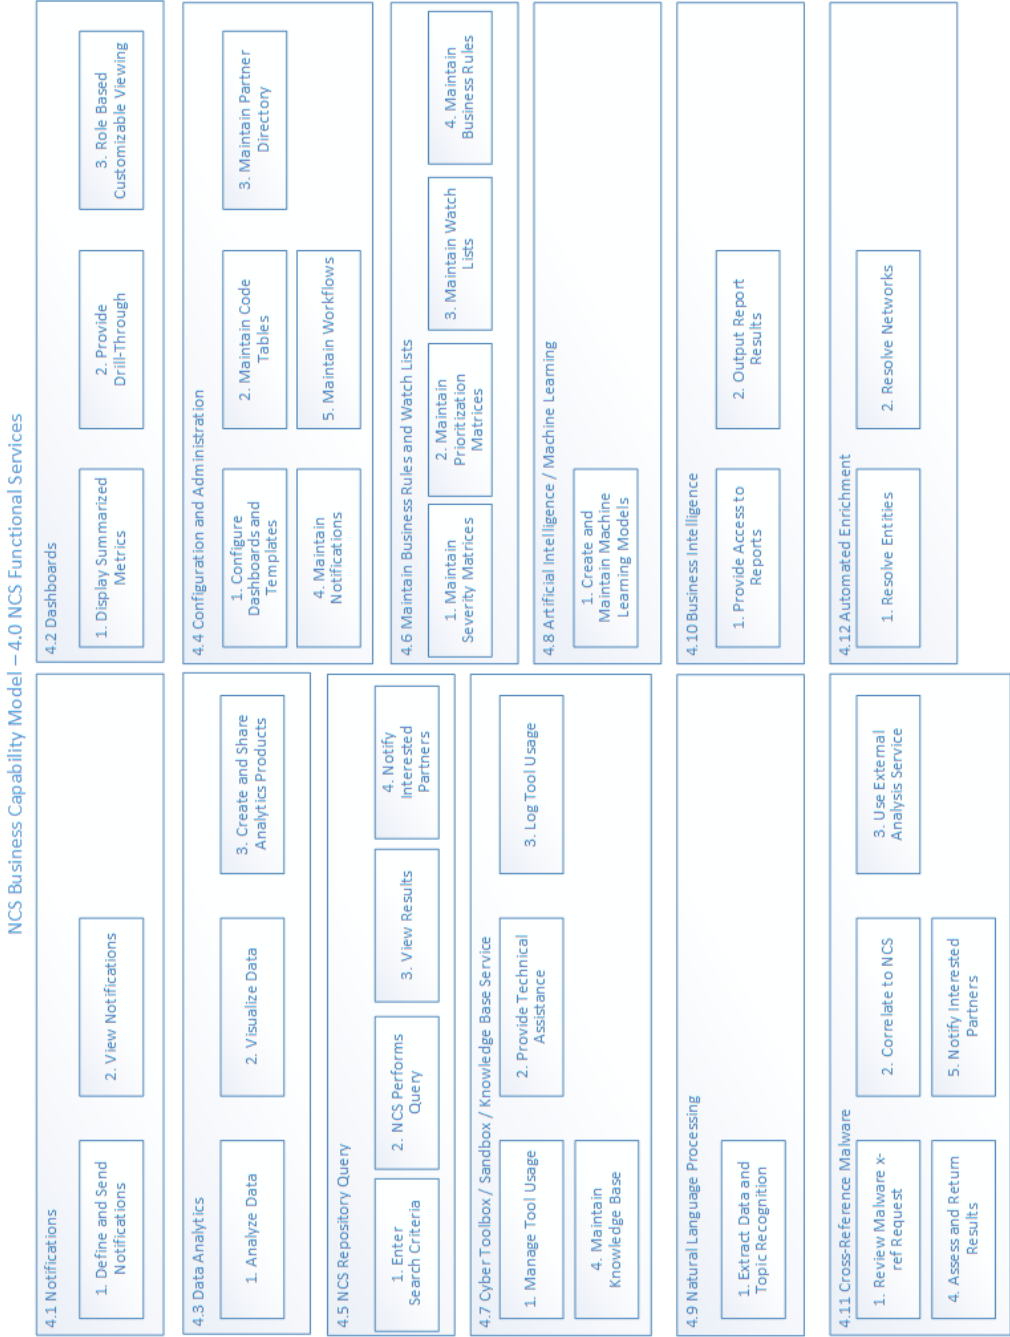 NCS Business Capability Model – 4.0 NCS Functional Services
4.1 Notifications
1. Define and Send
Notifications
2. View Notifications
4.2 Dashboards
1. Display Summarized
Metrics
2. Provide
Drill-Through
3. Role Based
Customizable Viewing
4.3 Data Analytics
1. Analyze Data
2. Visualize Data
3. Create and Share
Analytics Products
4.4 Configuration and Administration
1. Configure
Dashboards and
Templates
2. Maintain Code
Tables
3. Maintain Partner
Directory
4. Maintain
Notifications
5. Maintain Workflows
4.5 NCS Repository Query
1. Enter
Search Criteria
2. NCS Performs
Query
3. View Results
4. Notify
Interested
Partners
4.6 Maintain Business Rules and Watch Lists
1. Maintain
Severity Matrices
2. Maintain
Prioritization
Matrices
3. Maintain Watch
Lists
4. Maintain
Business Rules
4.7 Cyber Toolbox / Sandbox / Knowledge Base Service
1. Manage Tool Usage
2. Provide Technical
Assistance
3. Log Tool Usage
4. Maintain
Knowledge Base
4.8 Artificial Intelligence / Machine Learning
1. Create and
Maintain Machine
Learning Models
4.9 Natural Language Processing
1. Extract Data and
Topic Recognition
4.10 Business Intelligence
1. Provide Access to
Reports
2. Output Report
Results
4.11 Cross-Reference Malware
1. Review Malware x-
ref Request
2. Correlate to NCS
3. Use External
Analysis Service
4. Assess and Return
Results
5. Notify Interested
Partners
4.12 Automated Enrichment
1. Resolve Entities
2. Resolve Networks